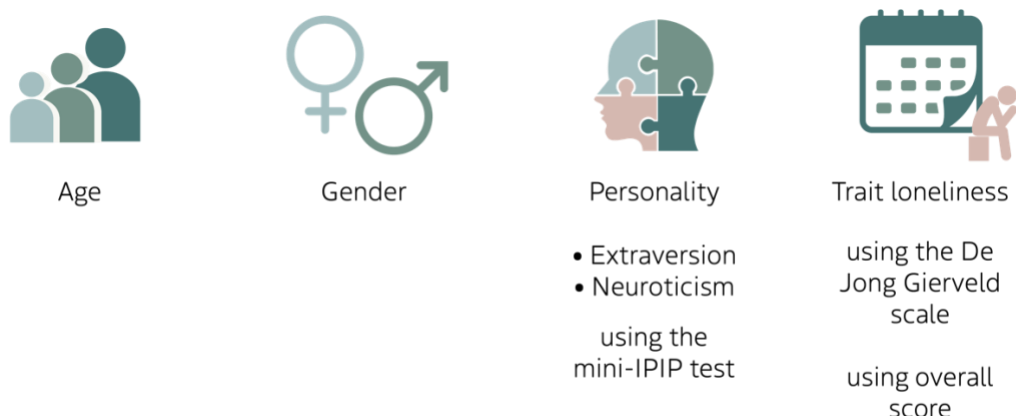 Age
Gender
Personality
Trait loneliness
• Extraversion
• Neuroticism
using the
mini-IPIP test
using the De
Jong Gierveld
scale
using overall
score